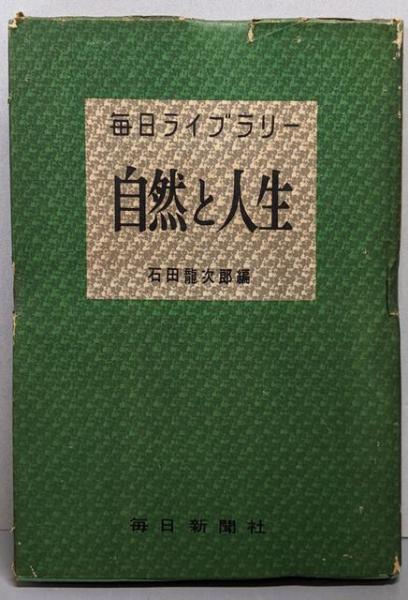 毎日ライブラリー
自然と人生
石田龍次郎編
毎日新聞社